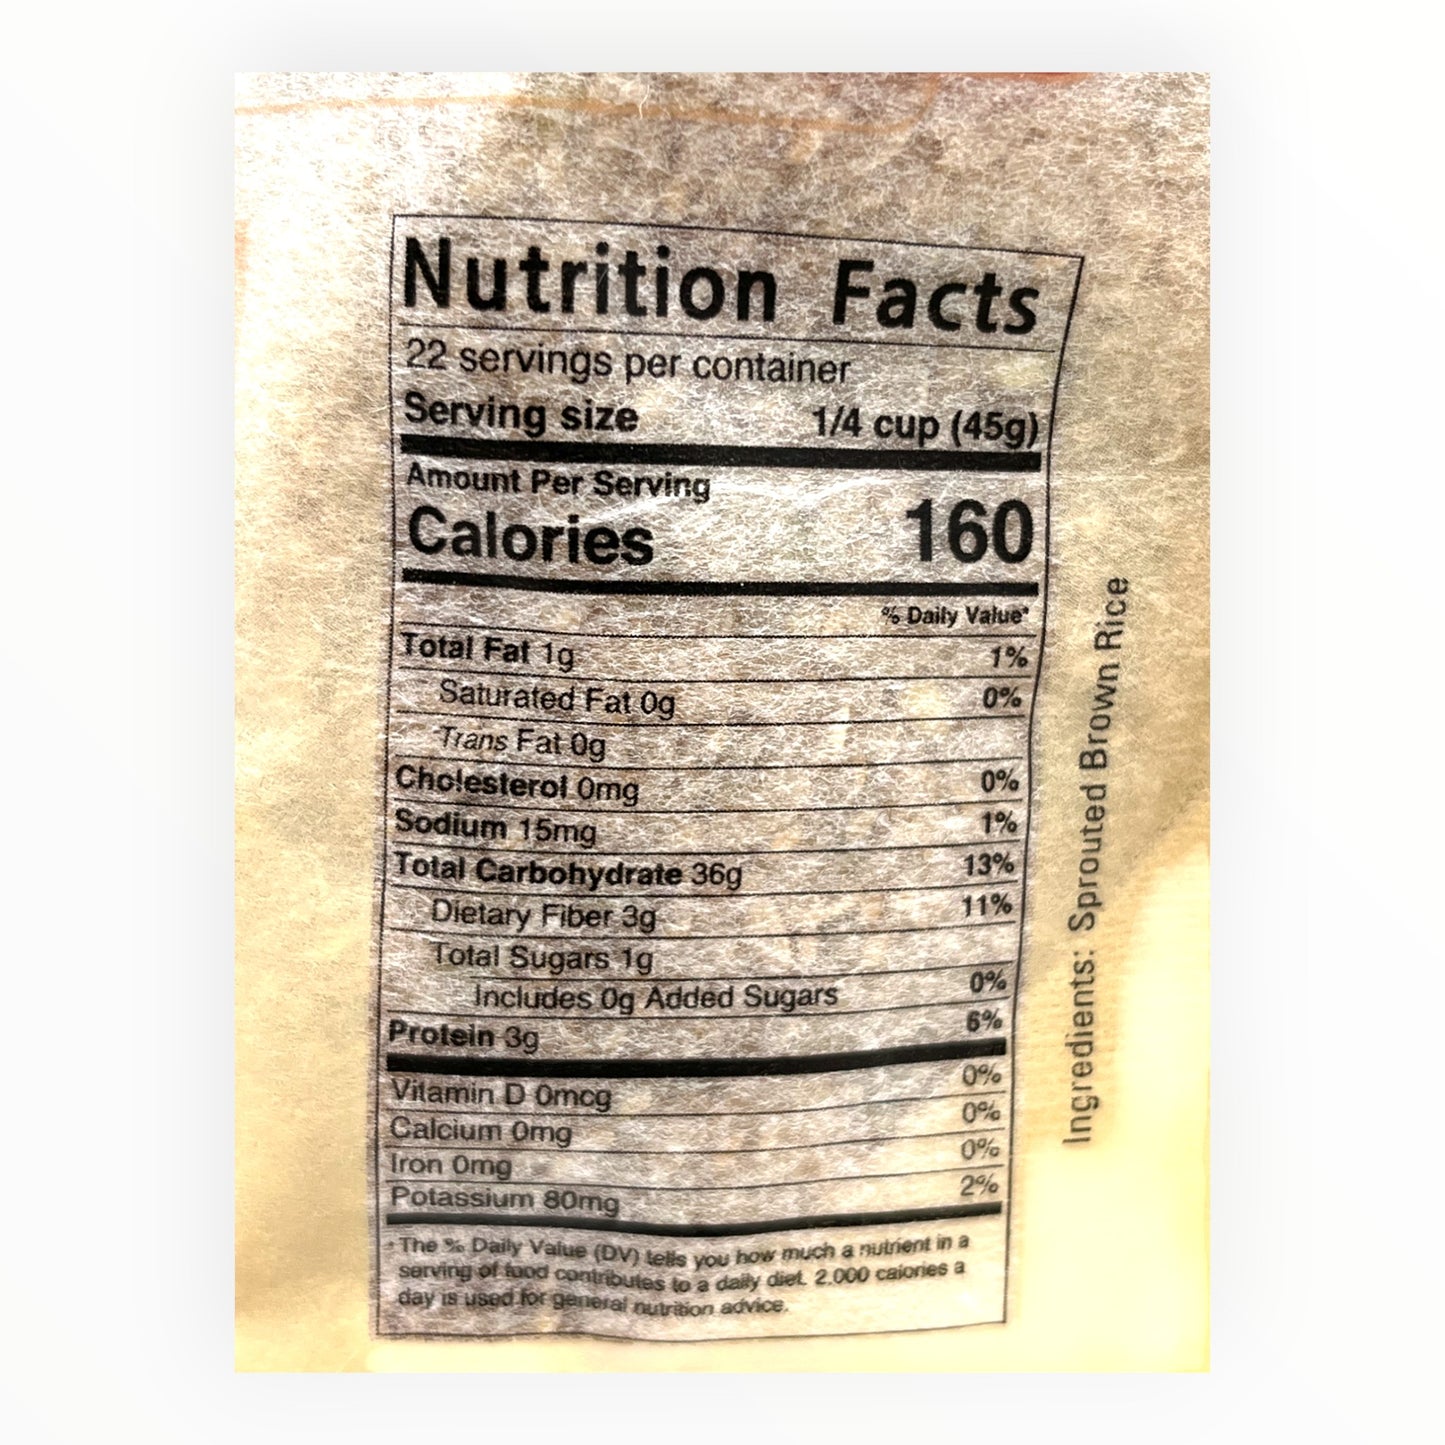 Nutrition Facts
22 servings per container
Serving size 1/4 cup (45g)
Amount Per Serving
Calories 160
% Daily Value*
Total Fat 1g 1%
Saturated Fat 0g 0%
Trans Fat 0g
Cholesterol 0mg 0%
Sodium 15mg 1%
Total Carbohydrate 36g 13%
Dietary Fiber 3g 11%
Total Sugars 1g
Includes 0g Added Sugars 0%
Protein 3g 6%
Vitamin D 0mcg 0%
Calcium 0mg 0%
Iron 0mg 0%
Potassium 80mg 2%
*The % Daily Value (DV) tells you how much a nutrient in a
serving of food contributes to a daily diet. 2,000 calories a
day is used for general nutrition advice.
Ingredients: Sprouted Brown Rice